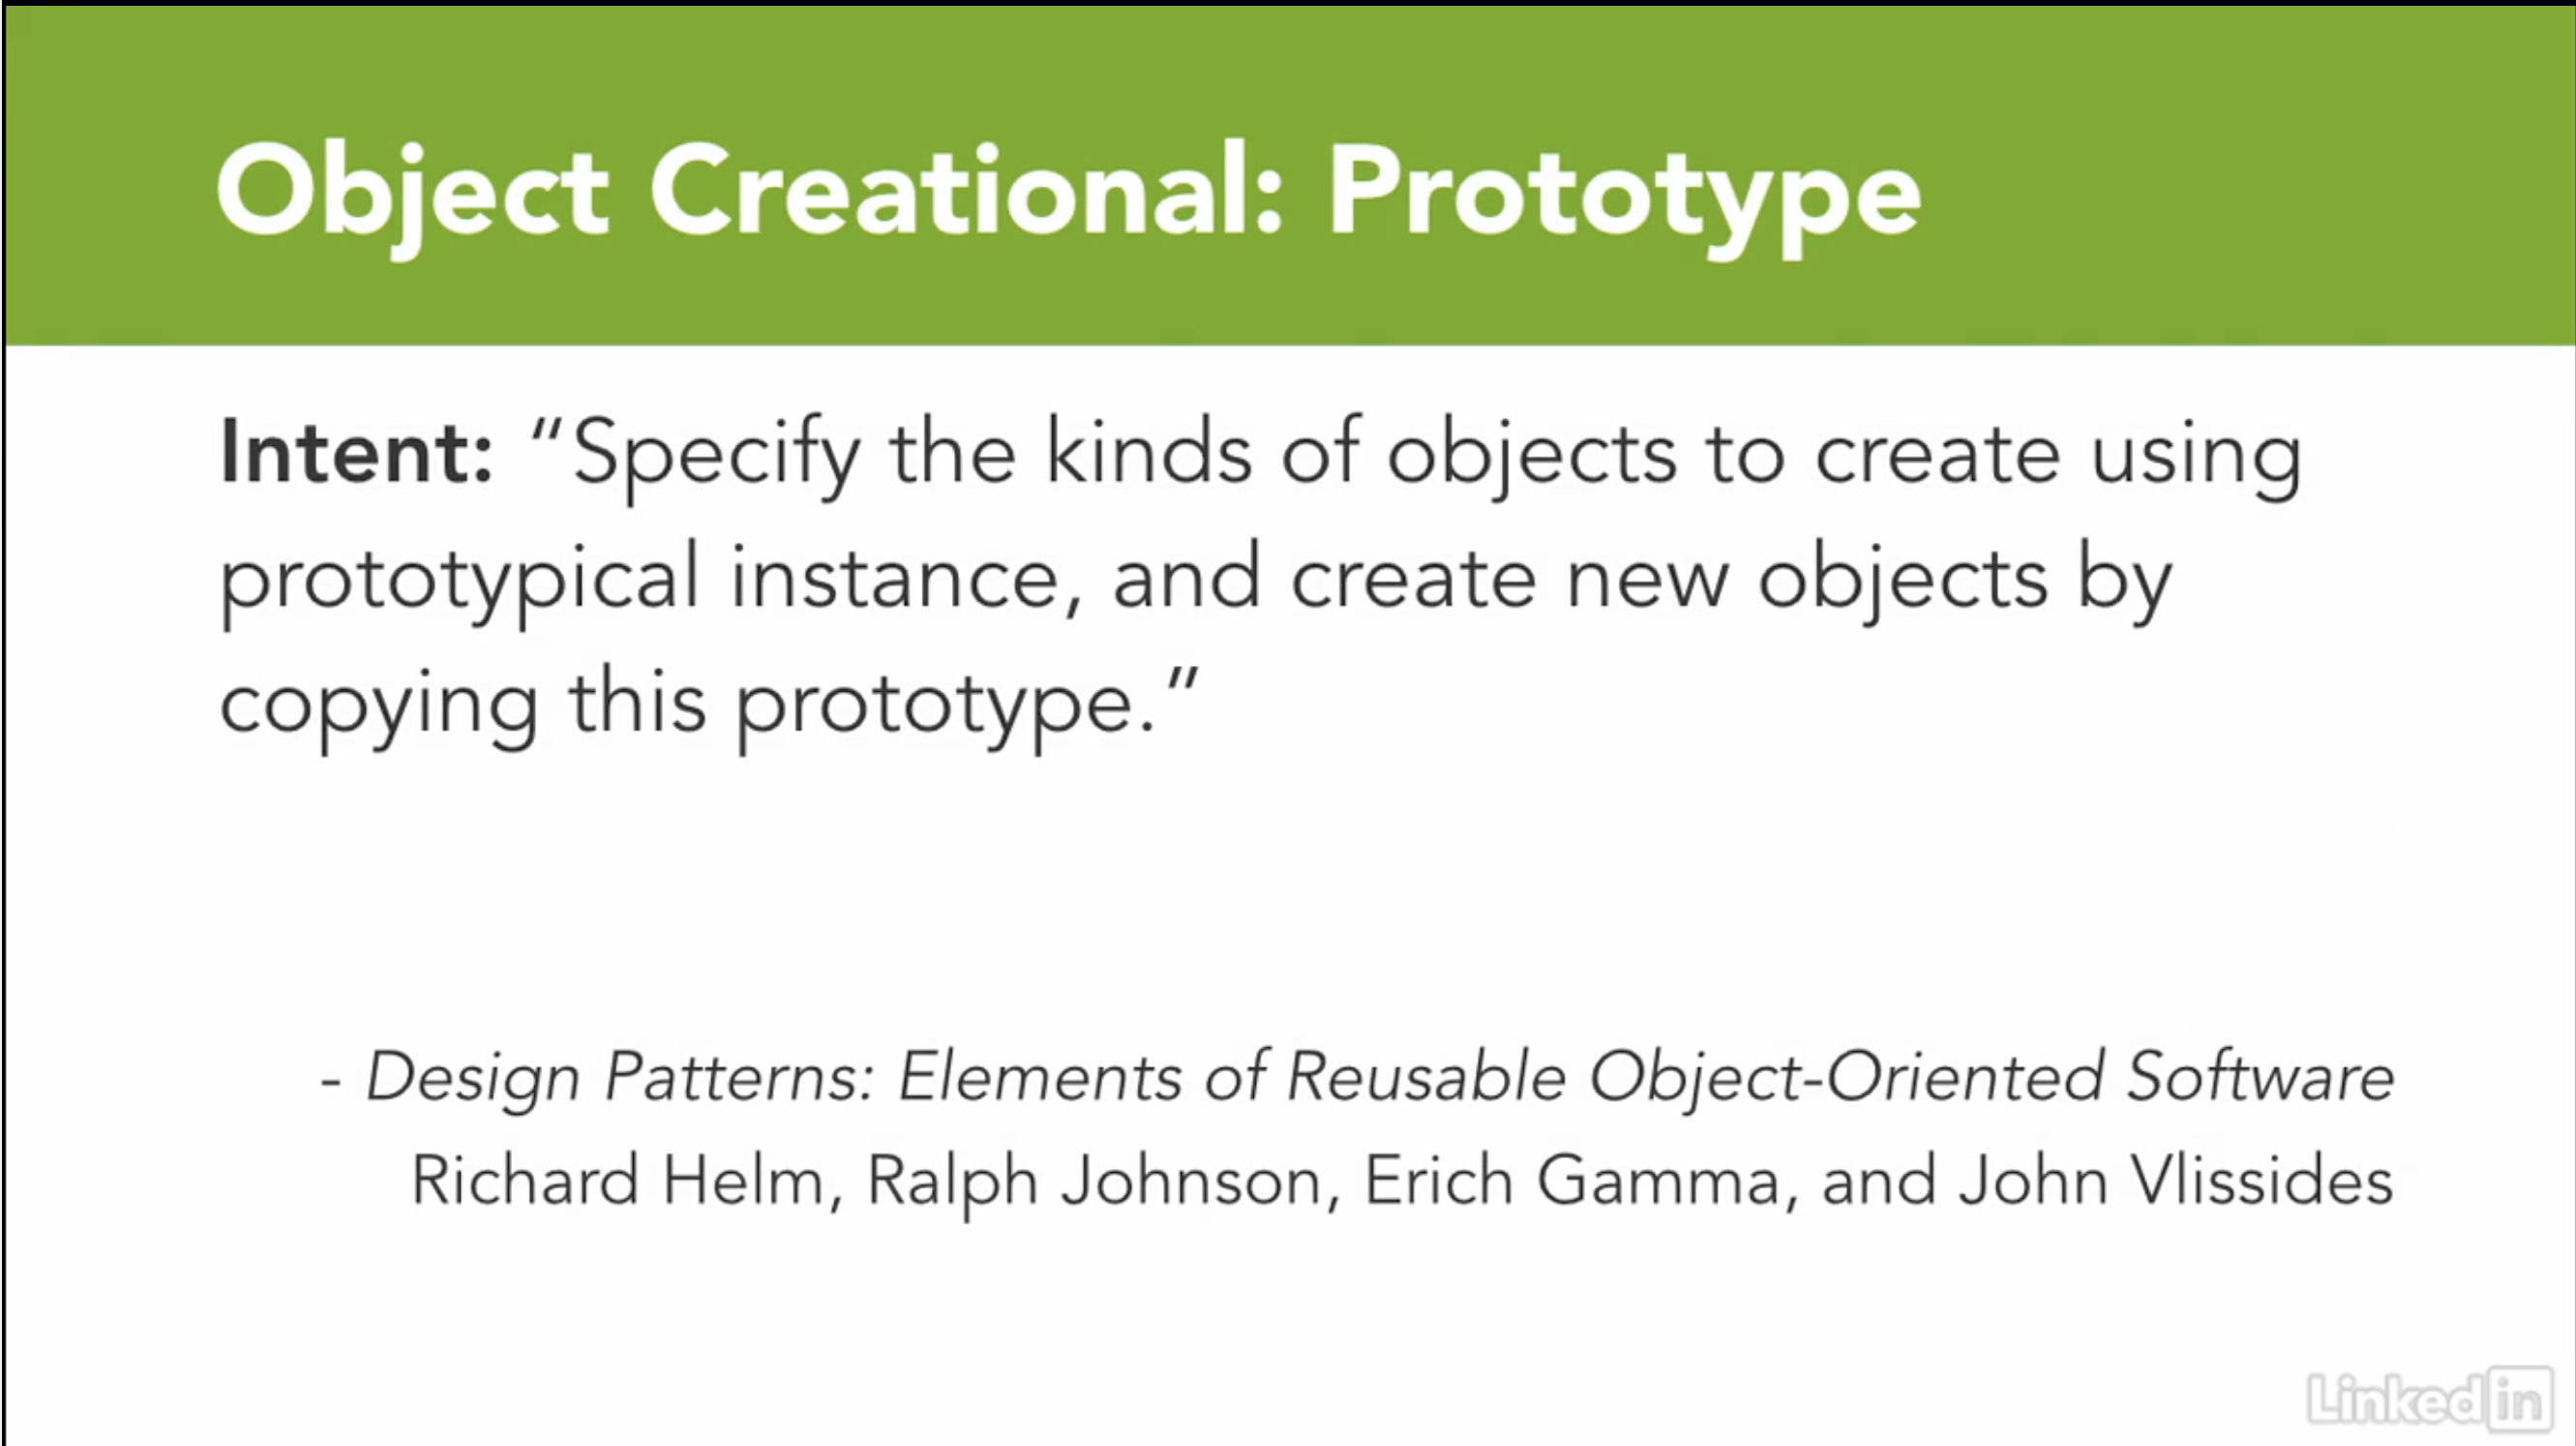 Object Creational: Prototype
Intent: “Specify the kinds of objects to create using
prototypical instance, and create new objects by
copying this prototype.”
- Design Patterns: Elements of Reusable Object-Oriented Software
Richard Helm, Ralph Johnson, Erich Gamma, and John Vlissides
Linked in